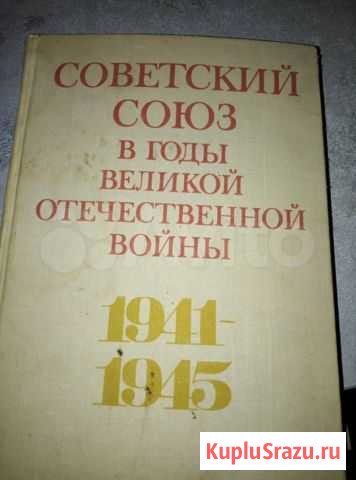 СОВЕТСКИЙ
СОЮЗ
В ГОДЫ
ВЕЛИКОЙ
ОТЕЧЕСТВЕННОЙ
ВОЙНЫ
1941-
1945
KupluSrazu.ru